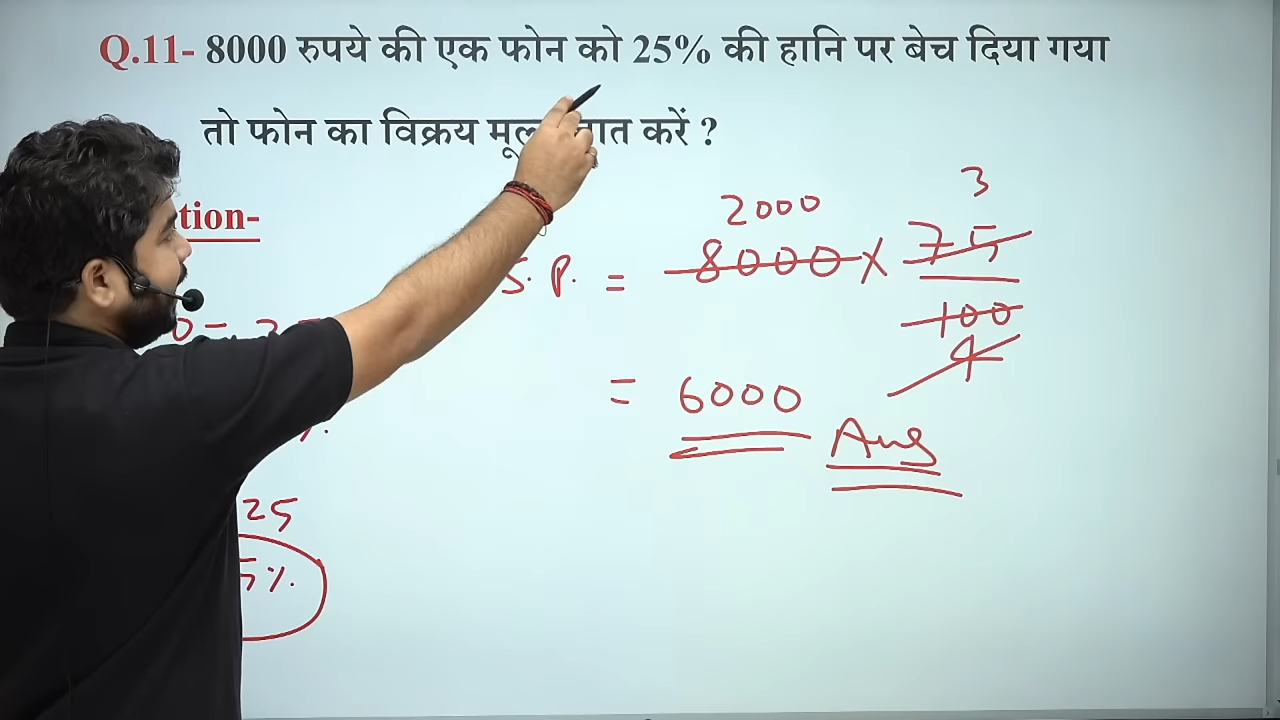 Q.11- 8000 रुपये की एक फोन को 25% की हानि पर बेच दिया गया
तो फोन का विक्रय करें ?
tion-
S. P. = 8000 x 75
2000
3
100
4
= 6000 Ans
25
5%.